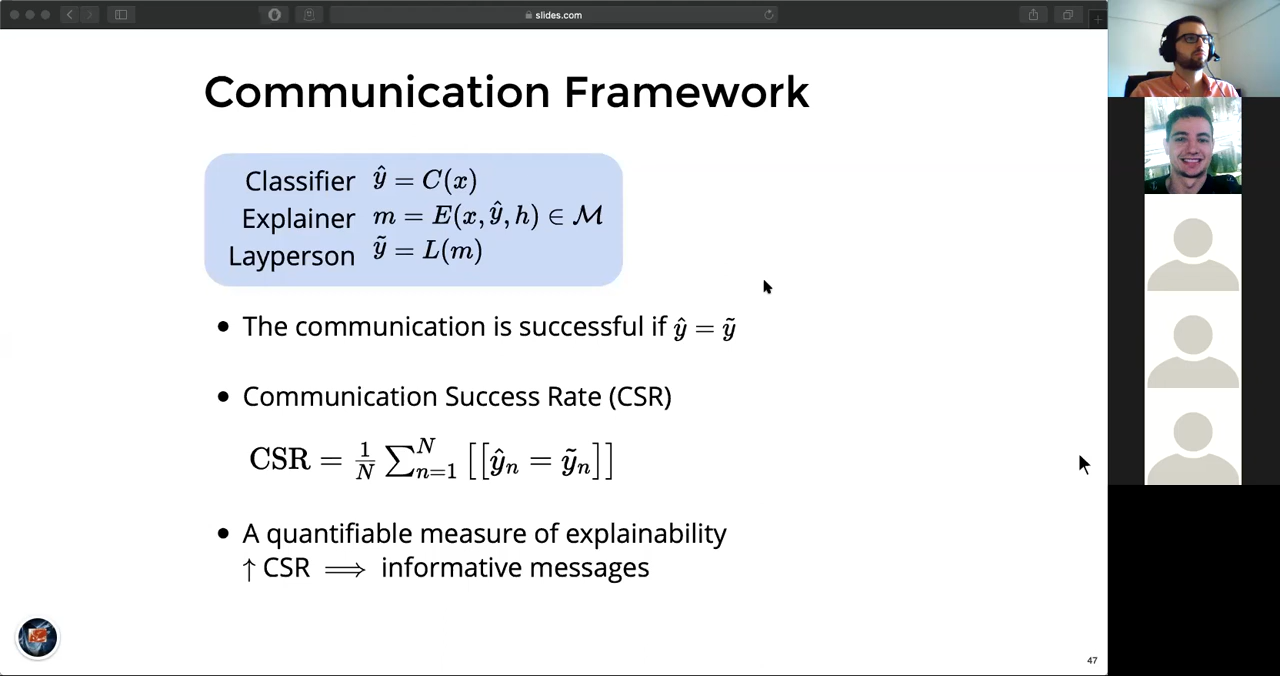 slides.com
Communication Framework
Classifier ŷ = C(x)
Explainer m = E(x, ŷ, h) ∈ ℳ
Layperson ỹ = L(m)
• The communication is successful if ŷ = ỹ
• Communication Success Rate (CSR)
CSR = 1/N ∑_{n=1}^{N} [[ŷ_n = ỹ_n]]
• A quantifiable measure of explainability
↑ CSR ⟹ informative messages
47